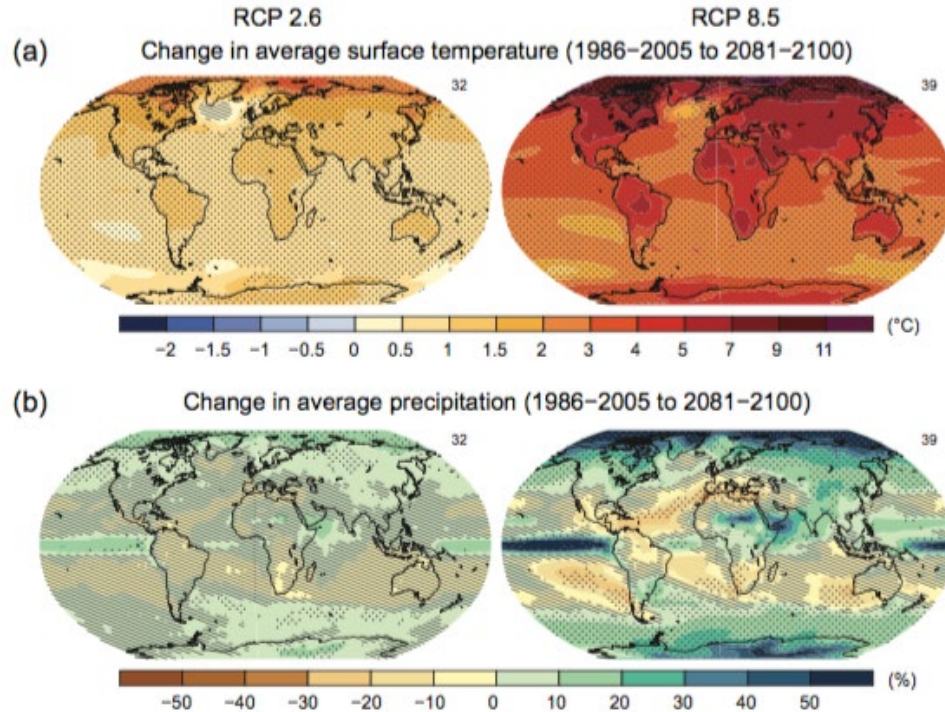 RCP 2.6 RCP 8.5
(a) Change in average surface temperature (1986−2005 to 2081−2100)
32 39
−2 −1.5 −1 −0.5 0 0.5 1 1.5 2 3 4 5 7 9 11 (°C)
(b) Change in average precipitation (1986−2005 to 2081−2100)
32 39
−50 −40 −30 −20 −10 0 10 20 30 40 50 (%)